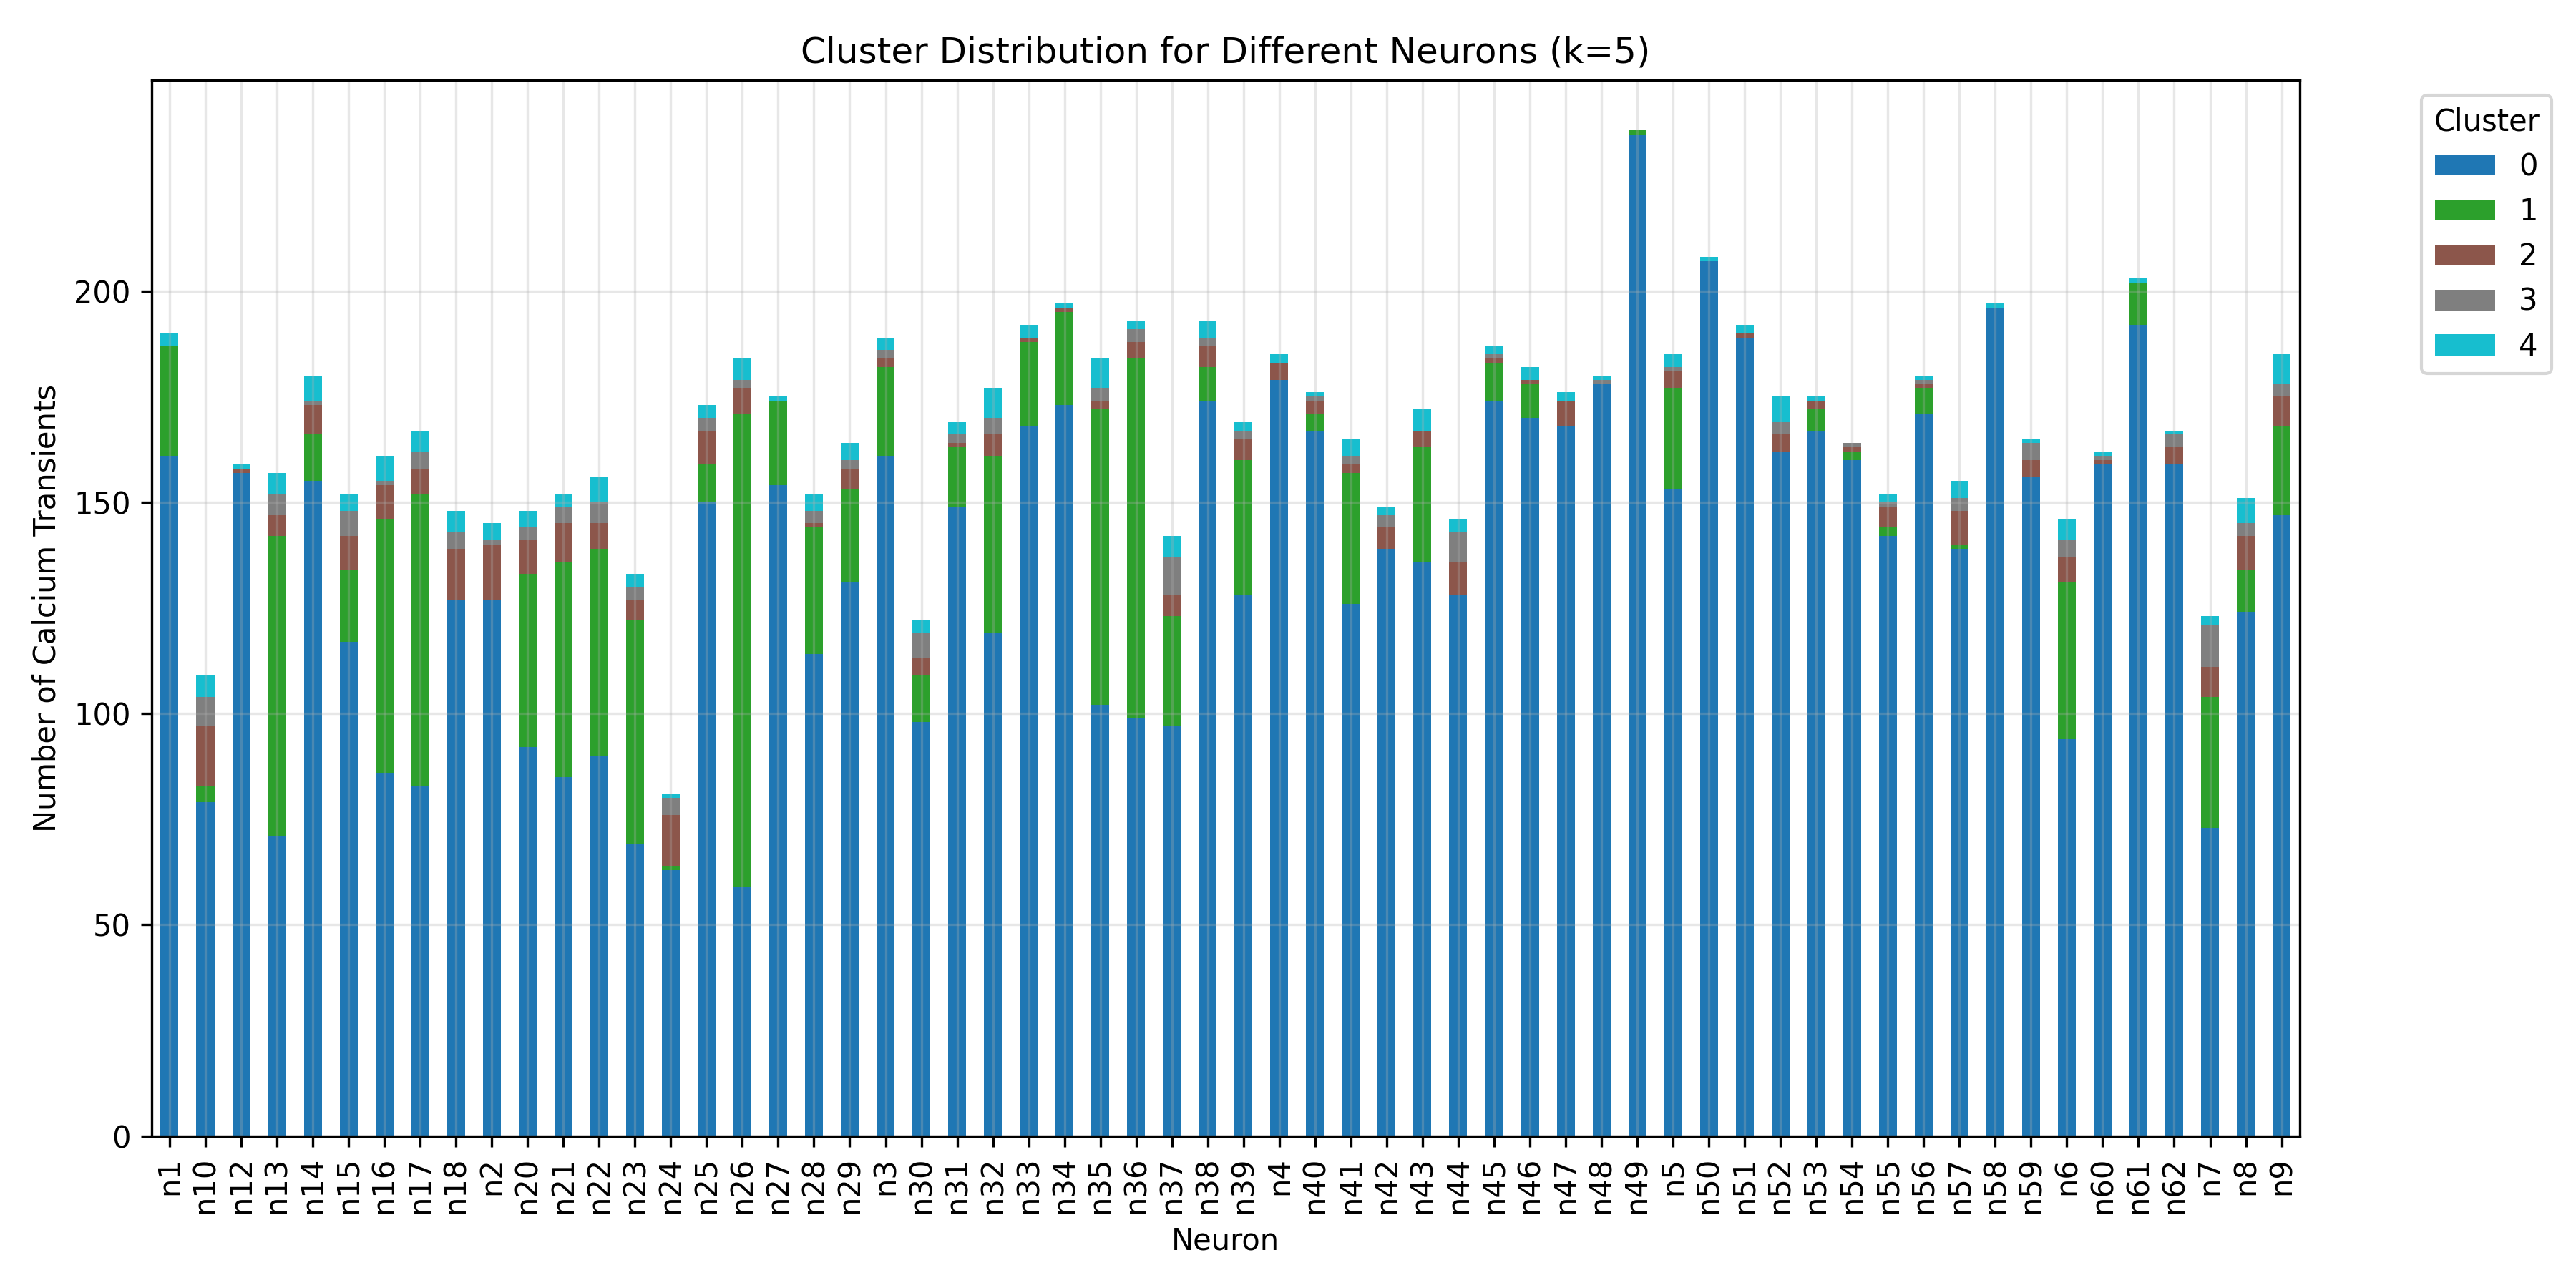 Cluster Distribution for Different Neurons (k=5)
Number of Calcium Transients
200
150
100
50
0
n1 n10 n12 n13 n14 n15 n16 n17 n18 n2 n20 n21 n22 n23 n24 n25 n26 n27 n28 n29 n3 n30 n31 n32 n33 n34 n35 n36 n37 n38 n39 n4 n40 n41 n42 n43 n44 n45 n46 n47 n48 n49 n5 n50 n51 n52 n53 n54 n55 n56 n57 n58 n59 n6 n60 n61 n62 n7 n8 n9
Neuron
Cluster
0
1
2
3
4